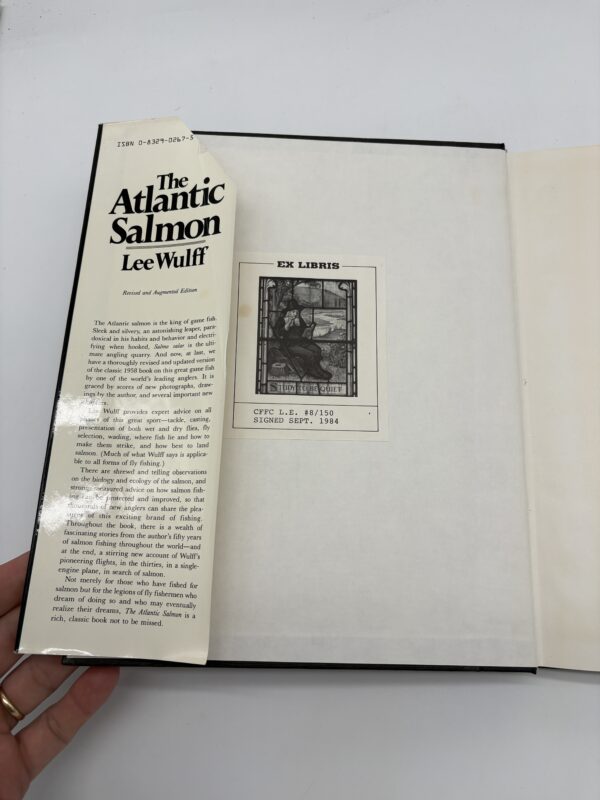 ISBN 0-8329-0267-5
The
Atlantic
Salmon
Lee Wulff
Revised and Augmented Edition
The Atlantic salmon is the king of game fish.
Sleek and silvery, an astonishing leaper, para-
doxical in his habits and behavior and electri-
fying when hooked, Salmo salar is the ulti-
mate angling quarry. And now, at last, we
have a thoroughly revised and updated version
of the classic 1958 book on this great game fish
by one of the world's leading anglers. It is
graced by scores of new photographs, draw-
ings by the author, and several important new
Lee Wulff provides expert advice on all
phases of this great sport—tackle, casting,
presentation of both wet and dry flies, fly
selection, wading, where fish lie and how to
make them strike, and how best to land
salmon. (Much of what Wulff says is applica-
ble to all forms of fly fishing.)
There are shrewd and telling observations
on the biology and ecology of the salmon, and
strong, measured advice on how salmon fish-
ing can be protected and improved, so that
thousands of new anglers can share the plea-
sures of this exciting brand of fishing.
Throughout the book, there is a wealth of
fascinating stories from the author's fifty years
of salmon fishing throughout the world—and
at the end, a stirring new account of Wulff's
pioneering flights, in the thirties, in a single-
engine plane, in search of salmon.
Not merely for those who have fished for
salmon but for the legions of fly fishermen who
dream of doing so and who may eventually
realize their dreams, The Atlantic Salmon is a
rich, classic book not to be missed.
EX LIBRIS
STUDY TO BE QUIET
CFFC L.E. #8/150
SIGNED SEPT. 1984